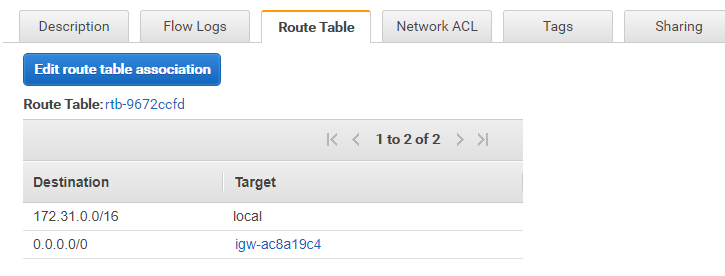 Description Flow Logs Route Table Network ACL Tags Sharing
Edit route table association
Route Table: rtb-9672ccfd
1 to 2 of 2
Destination Target
172.31.0.0/16 local
0.0.0.0/0 igw-ac8a19c4